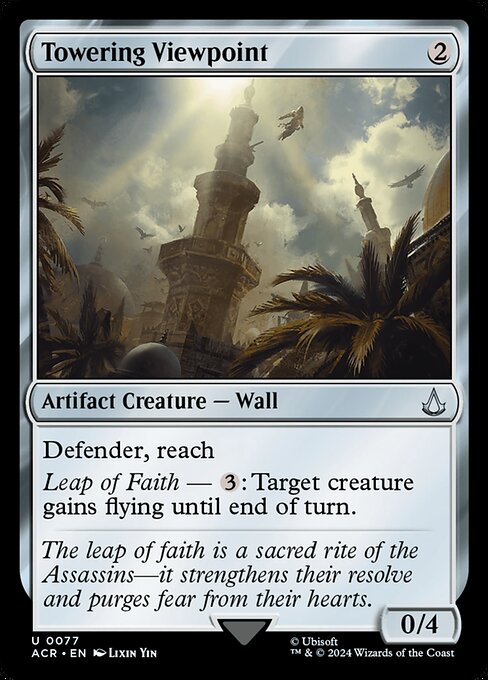 Towering Viewpoint 2
Artifact Creature — Wall
Defender, reach
Leap of Faith — 3: Target creature
gains flying until end of turn.
The leap of faith is a sacred rite of the
Assassins—it strengthens their resolve
and purges fear from their hearts.
0/4
U 0077
ACR • EN Lixin Yin
© Ubisoft
™ & © 2024 Wizards of the Coast